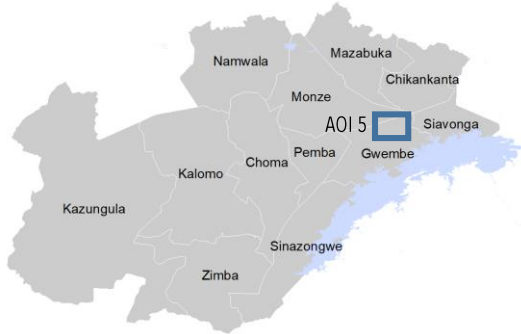 Mazabuka
Namwala
Chikankanta
Monze
AOI 5
Siavonga
Pemba
Gwembe
Choma
Kalomo
Kazungula
Sinazongwe
Zimba